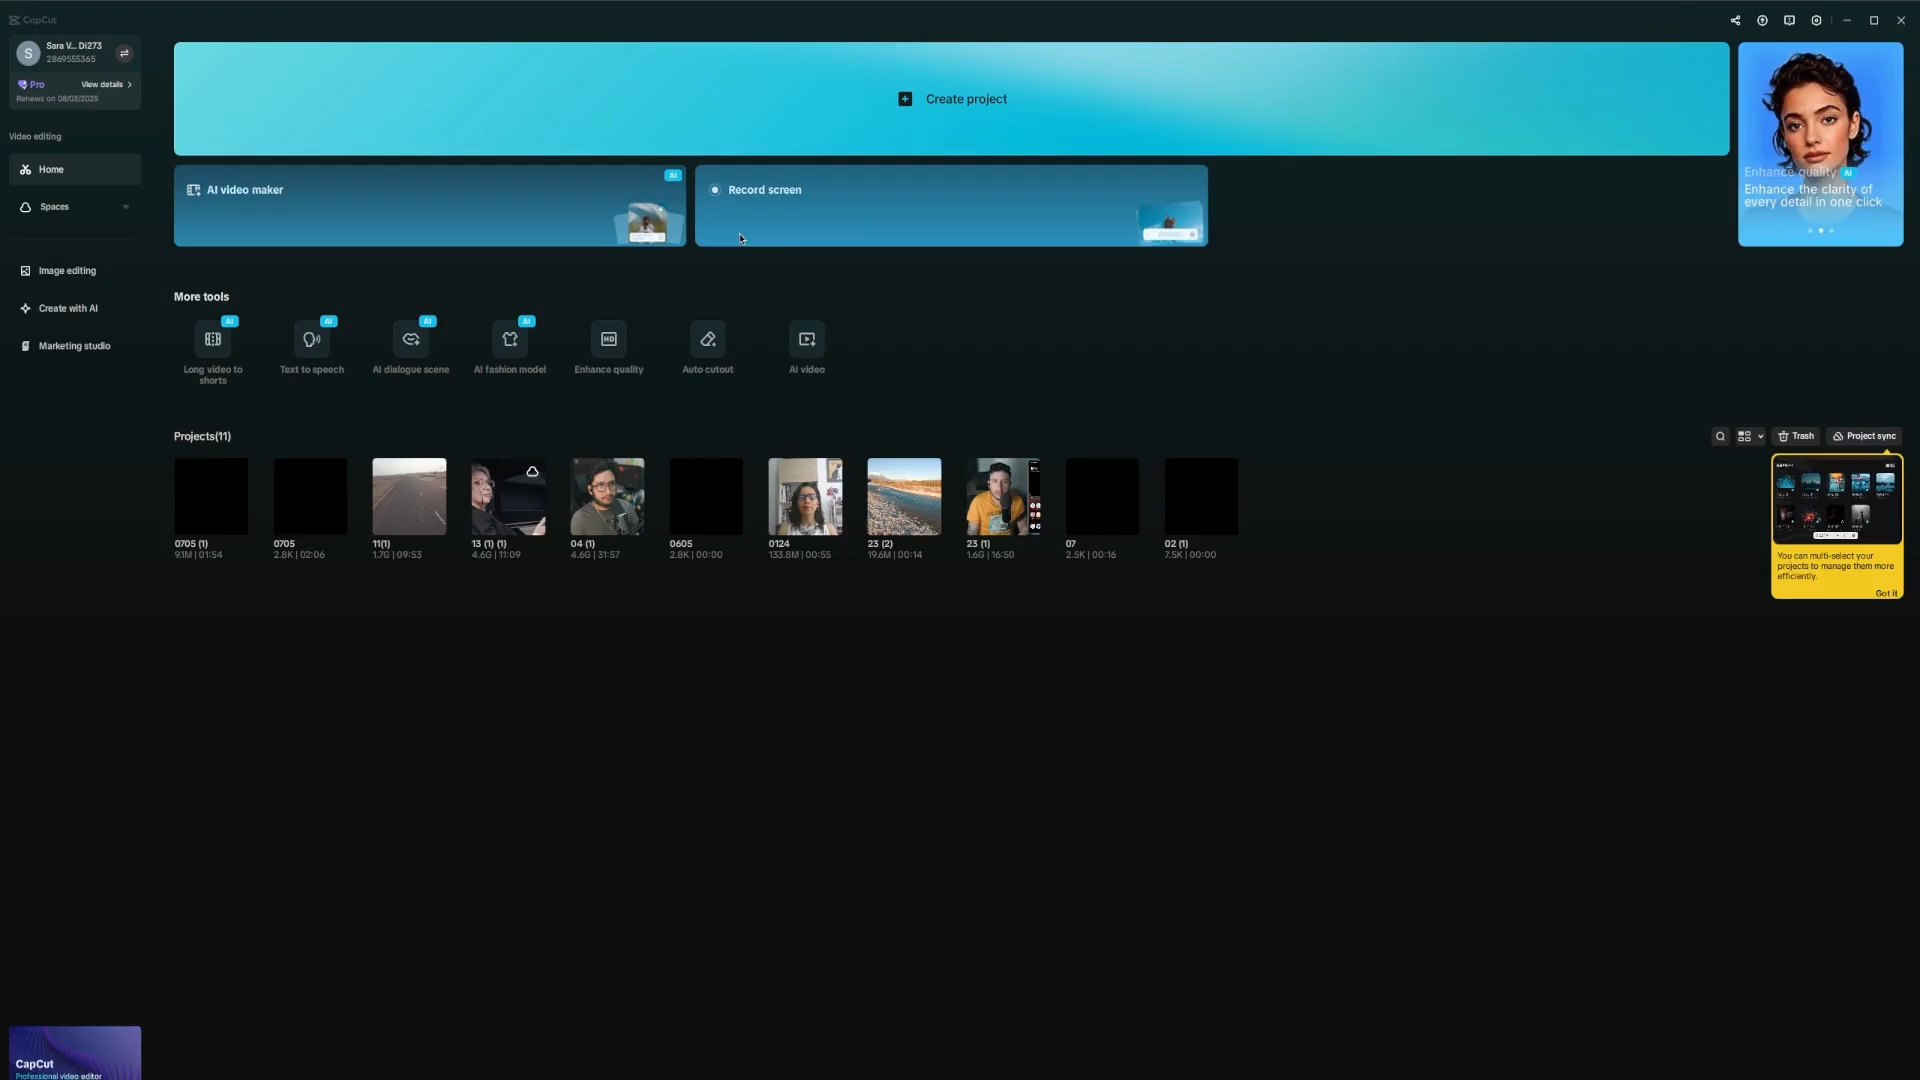 CapCut
S
Sara V... Di273
2869555365
Pro
View details
Renews on 08/03/2025
Video editing
Home
Spaces
Image editing
Create with AI
Marketing studio
Create project
AI video maker
AI
Record screen
Enhance quality AI
Enhance the clarity of
every detail in one click
More tools
AI
Long video to
shorts
AI
Text to speech
AI
AI dialogue scene
AI
AI fashion model
HD
Enhance quality
Auto cutout
AI video
Projects(11)
Trash
Project sync
0705 (1)
9.1M | 01:54
0705
2.8K | 02:06
11(1)
1.7G | 09:53
13 (1) (1)
4.6G | 11:09
04 (1)
4.6G | 31:57
0605
2.8K | 00:00
0124
133.8M | 00:55
23 (2)
19.6M | 00:14
23 (1)
1.6G | 16:50
07
2.5K | 00:16
02 (1)
7.5K | 00:00
You can multi-select your
projects to manage them more
efficiently.
Got it
CapCut
Professional video editor